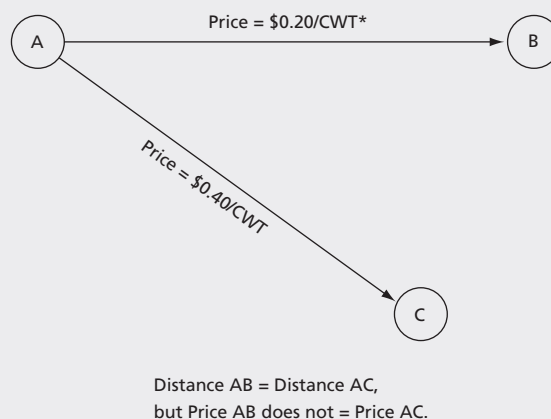 Price = $0.20/CWT*
A
B
Price = $0.40/CWT
C
Distance AB = Distance AC,
but Price AB does not = Price AC.